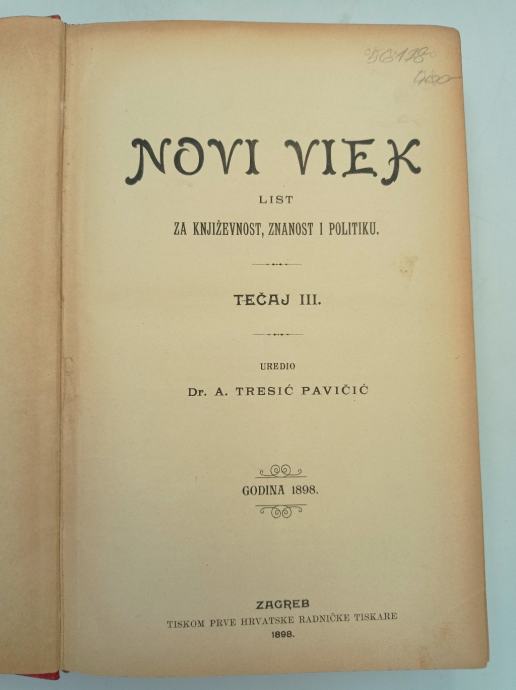 NOVI VIEK
LIST
ZA KNJIŽEVNOST, ZNANOST I POLITIKU.
TEČAJ III.
UREDIO
Dr. A. TRESIĆ PAVIČIĆ
GODINA 1898.
ZAGREB
TISKOM PRVE HRVATSKE RADNIČKE TISKARE
1898.